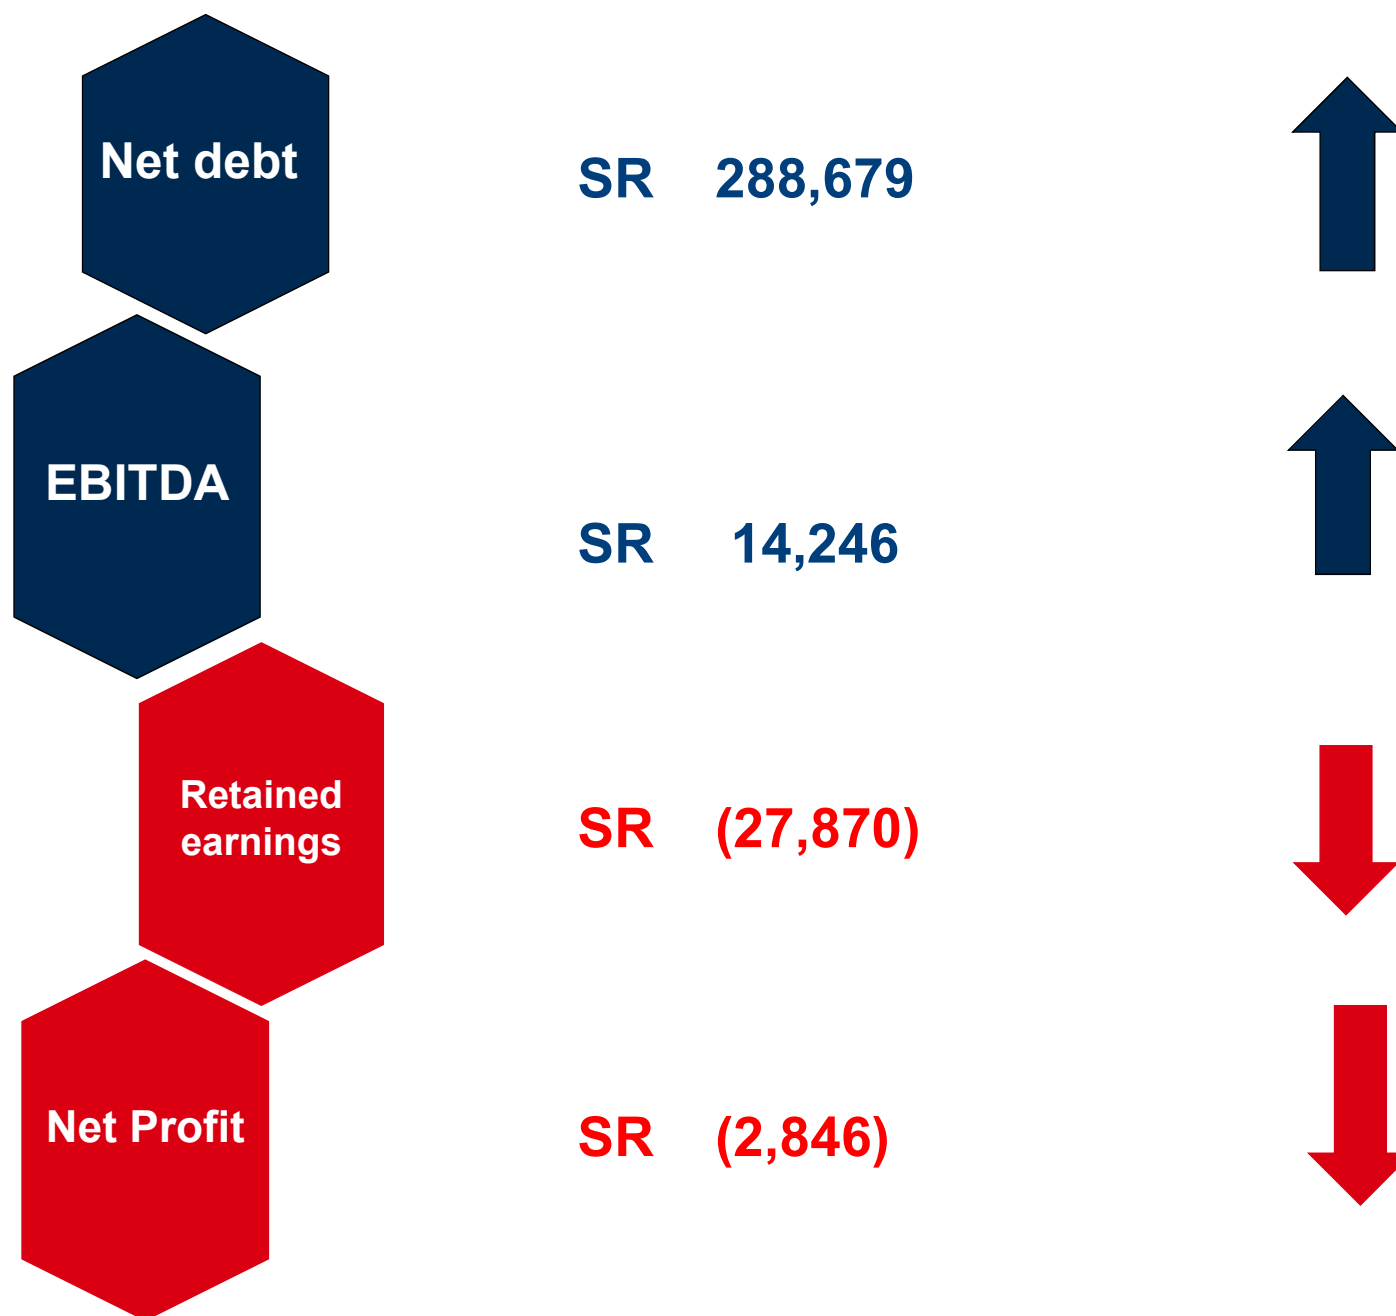 Net debt
SR 288,679
EBITDA
SR 14,246
Retained
earnings
SR (27,870)
Net Profit
SR (2,846)